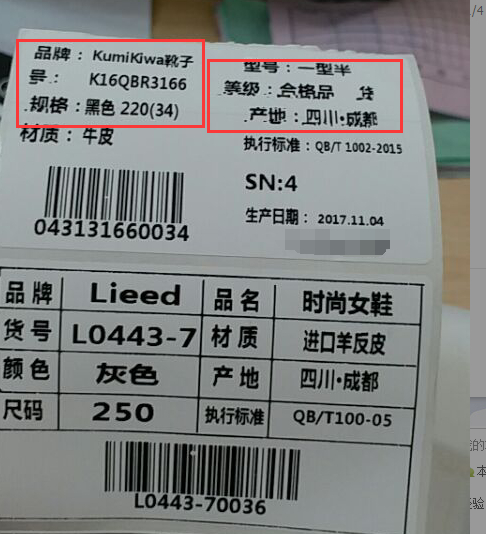 品牌：KumiKiwa靴子
号：K16QBR3166
规格：黑色 220(34)
材质：牛皮
043131660034
型号：一型半
等级：合格品 货
产地：四川·成都
执行标准：QB/T 1002-2015
SN:4
生产日期：2017.11.04
品牌 Lieed 品名 时尚女鞋
货号 L0443-7 材质 进口羊反皮
颜色 灰色 产地 四川·成都
尺码 250 执行标准 QB/T100-05
L0443-70036
/4
本
验